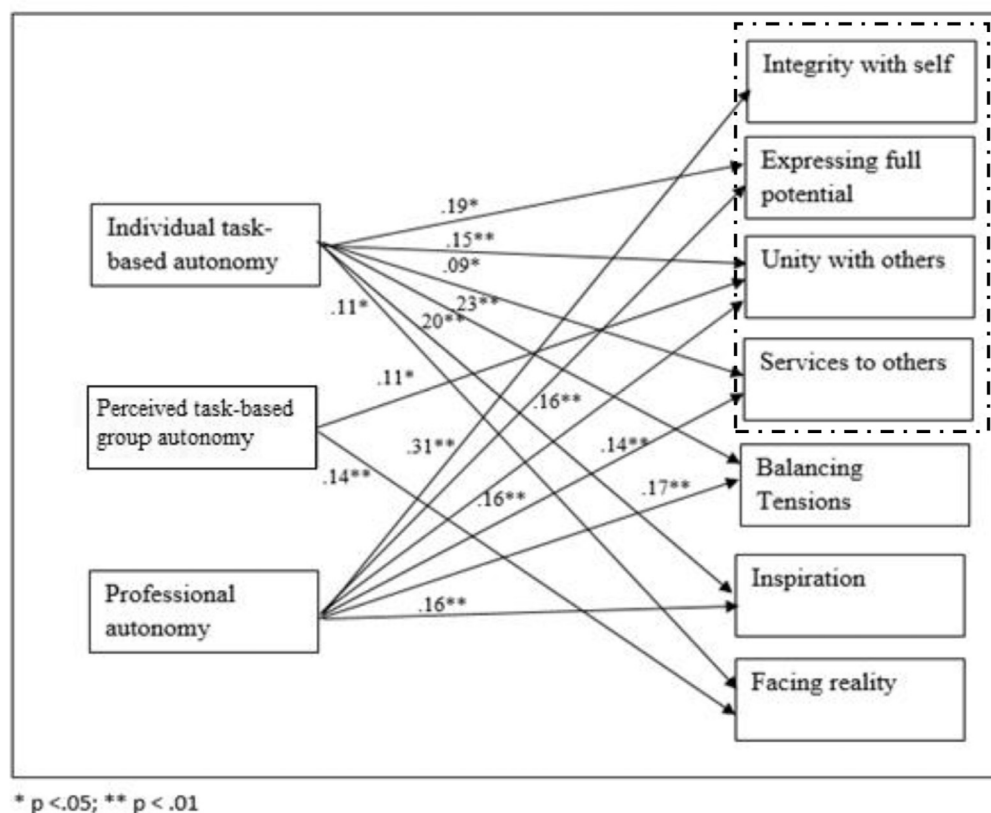 Integrity with self
Expressing full
potential
Unity with others
Services to others
Balancing
Tensions
Inspiration
Facing reality
Individual task-
based autonomy
Perceived task-based
group autonomy
Professional
autonomy
.19*
.15**
.09*
.23**
.20**
.11*
.11*
.14**
.31**
.16**
.14**
.16**
.17**
.16**
* p <.05; ** p < .01